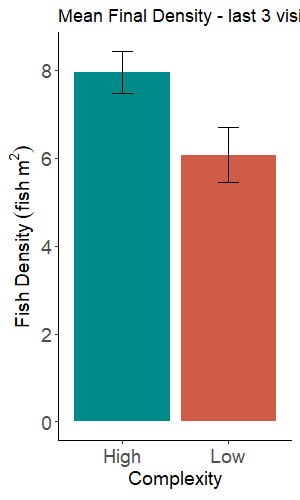 Mean Final Density - last 3 visi
8
6
4
2
0
Fish Density (fish m²)
High Low
Complexity